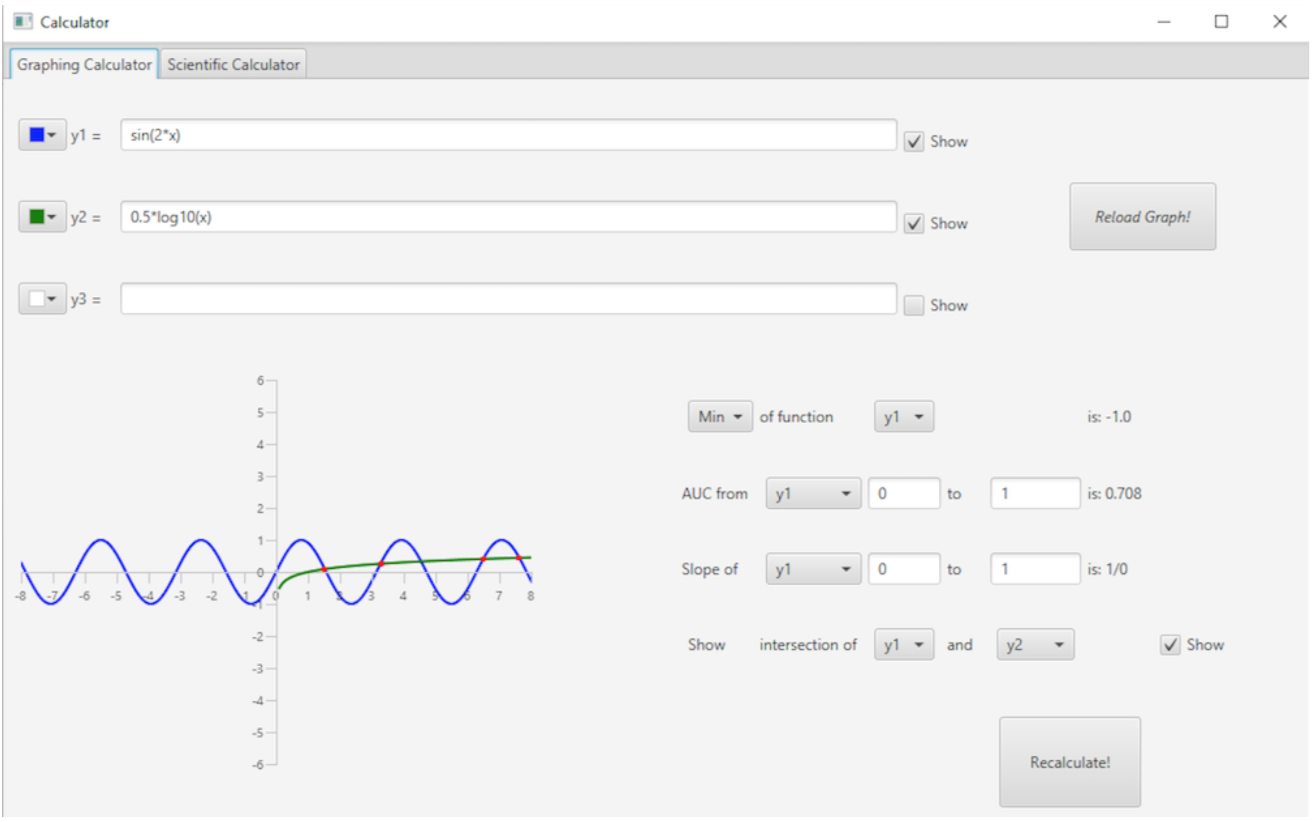 Calculator
Graphing Calculator Scientific Calculator
y1 = sin(2*x) Show
y2 = 0.5*log10(x) Show
Reload Graph!
y3 = Show
6
5
4
3
2
1
0
-1
-2
-3
-4
-5
-6
-8 -7 -6 -5 -4 -3 -2 -1 0 1 2 3 4 5 6 7 8
Min of function y1 is: -1.0
AUC from y1 0 to 1 is: 0.708
Slope of y1 0 to 1 is: 1/0
Show intersection of y1 and y2 Show
Recalculate!